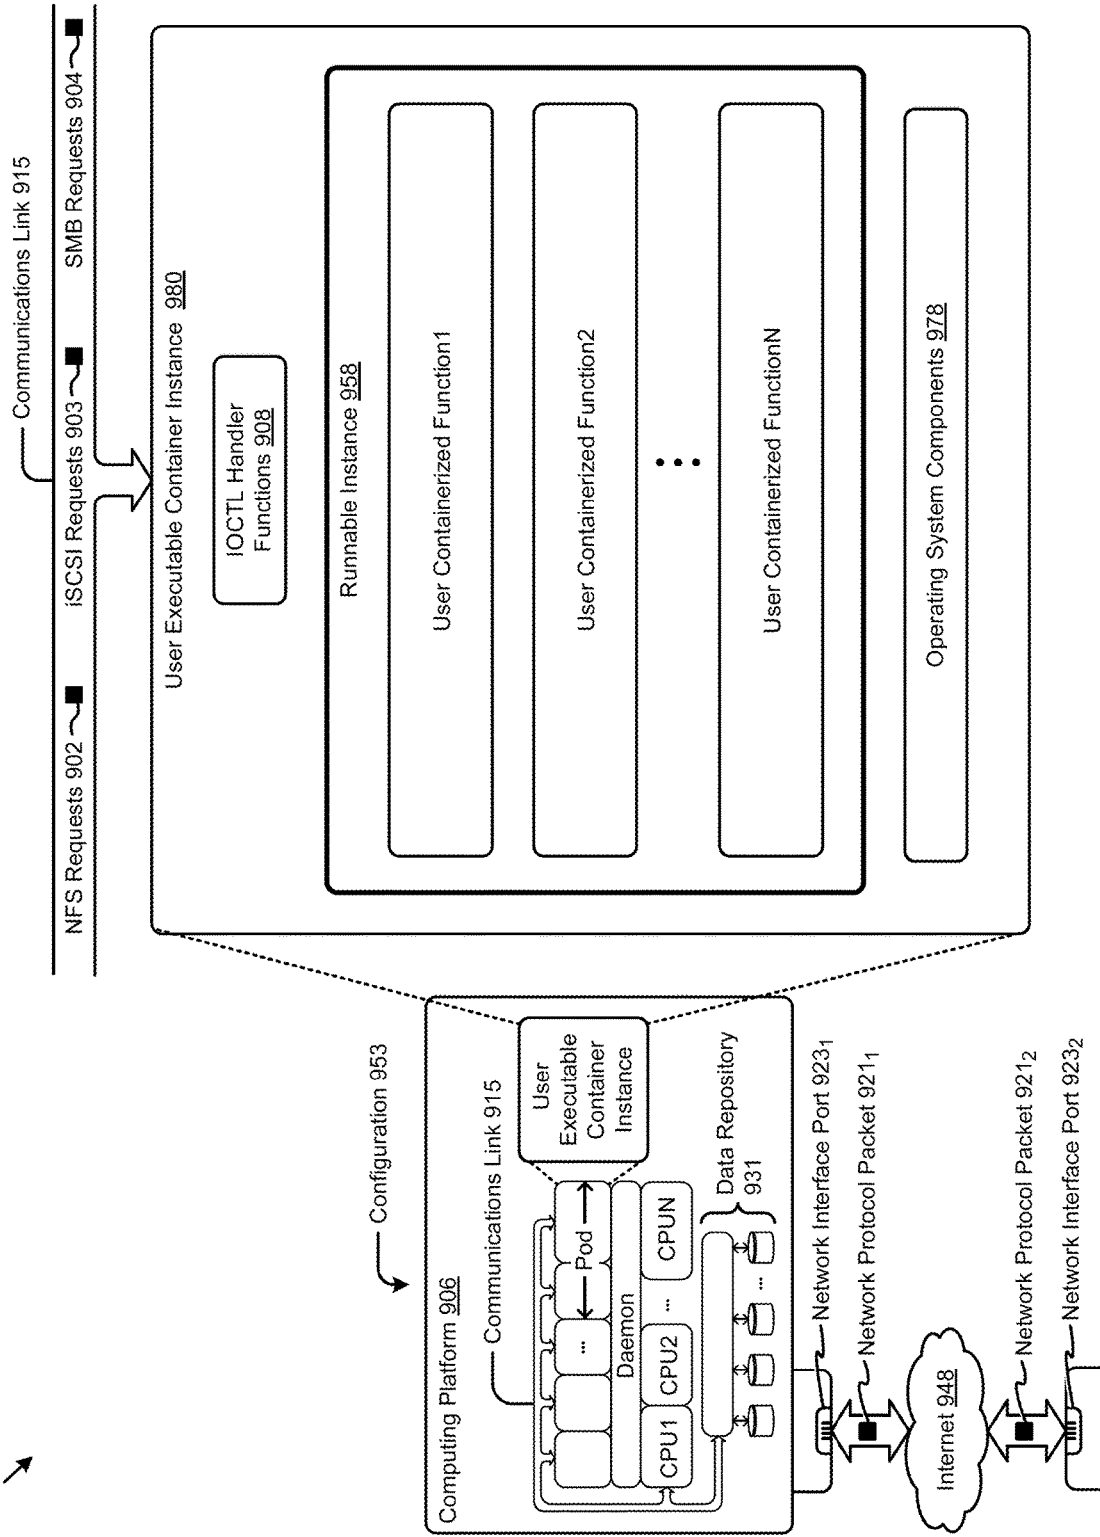 Communications Link 915
NFS Requests 902
iSCSI Requests 903
SMB Requests 904
User Executable Container Instance 980
IOCTL Handler
Functions 908
Runnable Instance 958
User Containerized Function1
User Containerized Function2
•••
User Containerized FunctionN
Operating System Components 978
Configuration 953
Computing Platform 906
Communications Link 915
User
Executable
Container
Instance
...
Pod
Daemon
CPU1
CPU2
...
CPUN
Data Repository
931
...
Network Interface Port 923₁
Network Protocol Packet 921₁
Internet 948
Network Protocol Packet 921₂
Network Interface Port 923₂